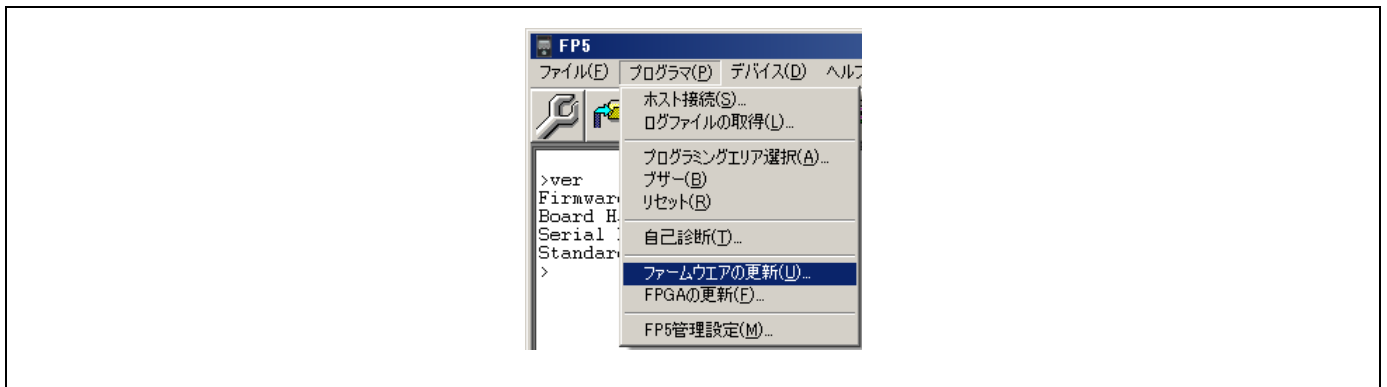 FP5
ファイル(F) プログラマ(P) デバイス(D)
ホスト接続(S)...
ログファイルの取得(L)...
プログラミングエリア選択(A)...
ブザー(B)
リセット(R)
自己診断(T)...
ファームウエアの更新(U)...
FPGAの更新(F)...
FP5管理設定(M)...
>ver
Board
Serial
>